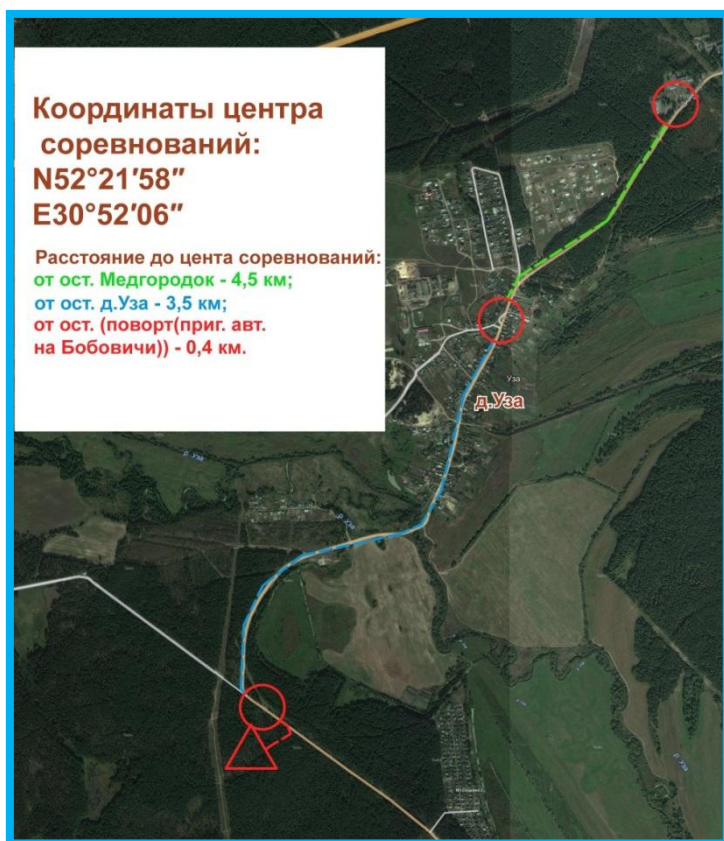 Координаты центра
соревнований:
N52°21′58″
E30°52′06″
Расстояние до цента соревнований:
от ост. Медгородок - 4,5 км;
от ост. д.Уза - 3,5 км;
от ост. (поворт(приг. авт.
на Бобовичи)) - 0,4 км.
Уза
д.Уза
р. Уза
р. Уза
р. Уза